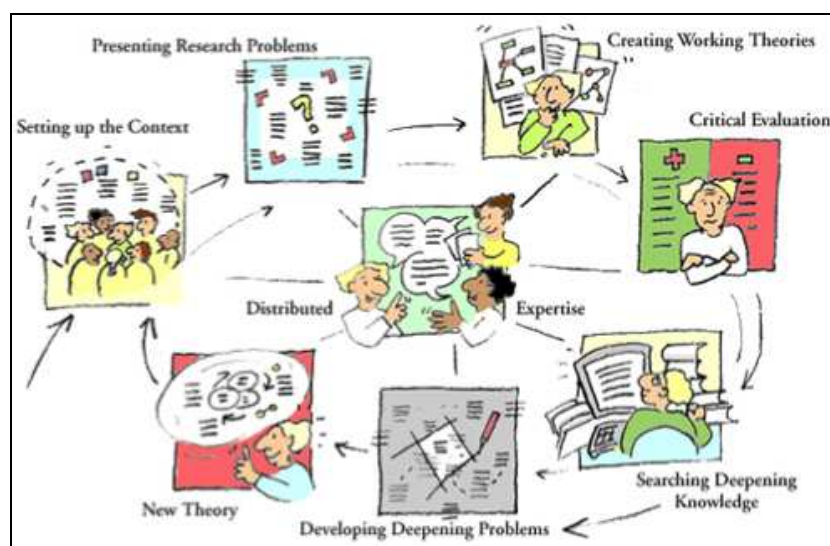 Presenting Research Problems
Creating Working Theories
Setting up the Context
Critical Evaluation
Distributed
Expertise
Searching Deepening
Knowledge
New Theory
Developing Deepening Problems